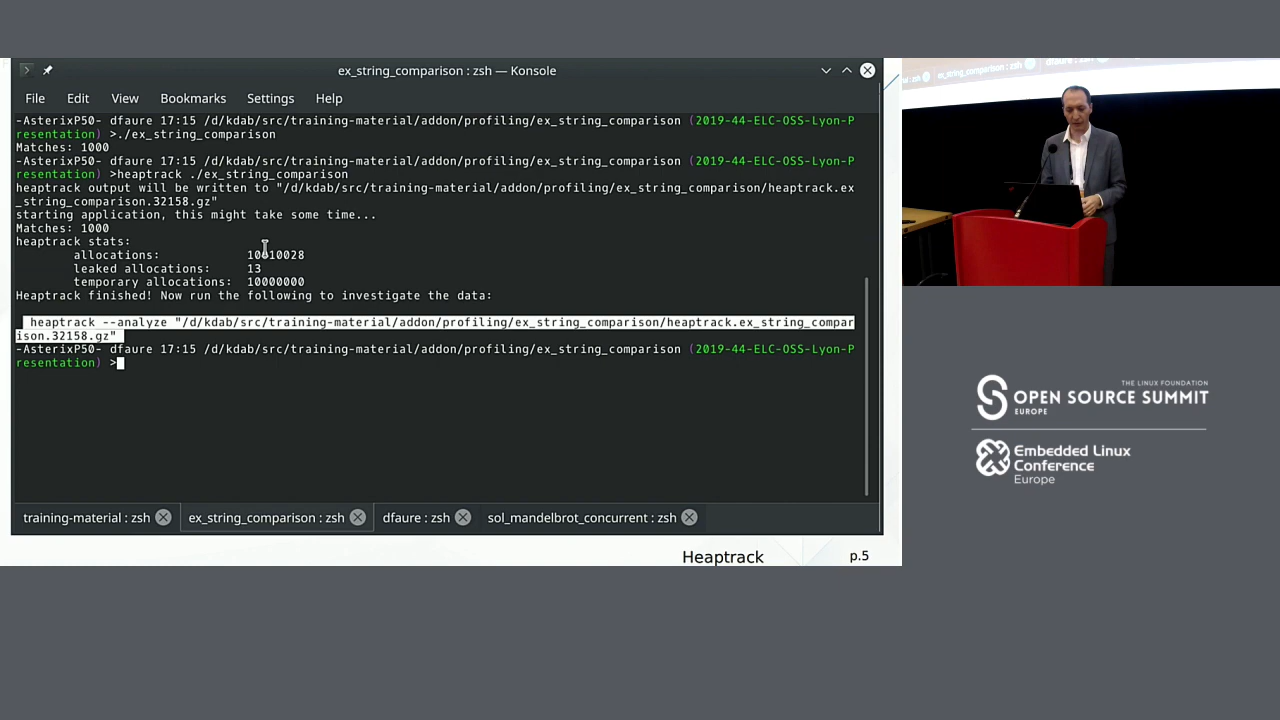 ex_string_comparison : zsh — Konsole
File Edit View Bookmarks Settings Help
-AsterixP50- dfaure 17:15 /d/kdab/src/training-material/addon/profiling/ex_string_comparison (2019-44-ELC-OSS-Lyon-P
resentation) >./ex_string_comparison
Matches: 1000
-AsterixP50- dfaure 17:15 /d/kdab/src/training-material/addon/profiling/ex_string_comparison (2019-44-ELC-OSS-Lyon-P
resentation) >heaptrack ./ex_string_comparison
heaptrack output will be written to "/d/kdab/src/training-material/addon/profiling/ex_string_comparison/heaptrack.ex
_string_comparison.32158.gz"
starting application, this might take some time...
Matches: 1000
heaptrack stats:
allocations: 10010028
leaked allocations: 13
temporary allocations: 10000000
Heaptrack finished! Now run the following to investigate the data:
heaptrack --analyze "/d/kdab/src/training-material/addon/profiling/ex_string_comparison/heaptrack.ex_string_compar
ison.32158.gz"
-AsterixP50- dfaure 17:15 /d/kdab/src/training-material/addon/profiling/ex_string_comparison (2019-44-ELC-OSS-Lyon-P
resentation) >
training-material : zsh ex_string_comparison : zsh dfaure : zsh sol_mandelbrot_concurrent : zsh
Heaptrack p.5
THE LINUX FOUNDATION
OPEN SOURCE SUMMIT
EUROPE
Embedded Linux
Conference
Europe